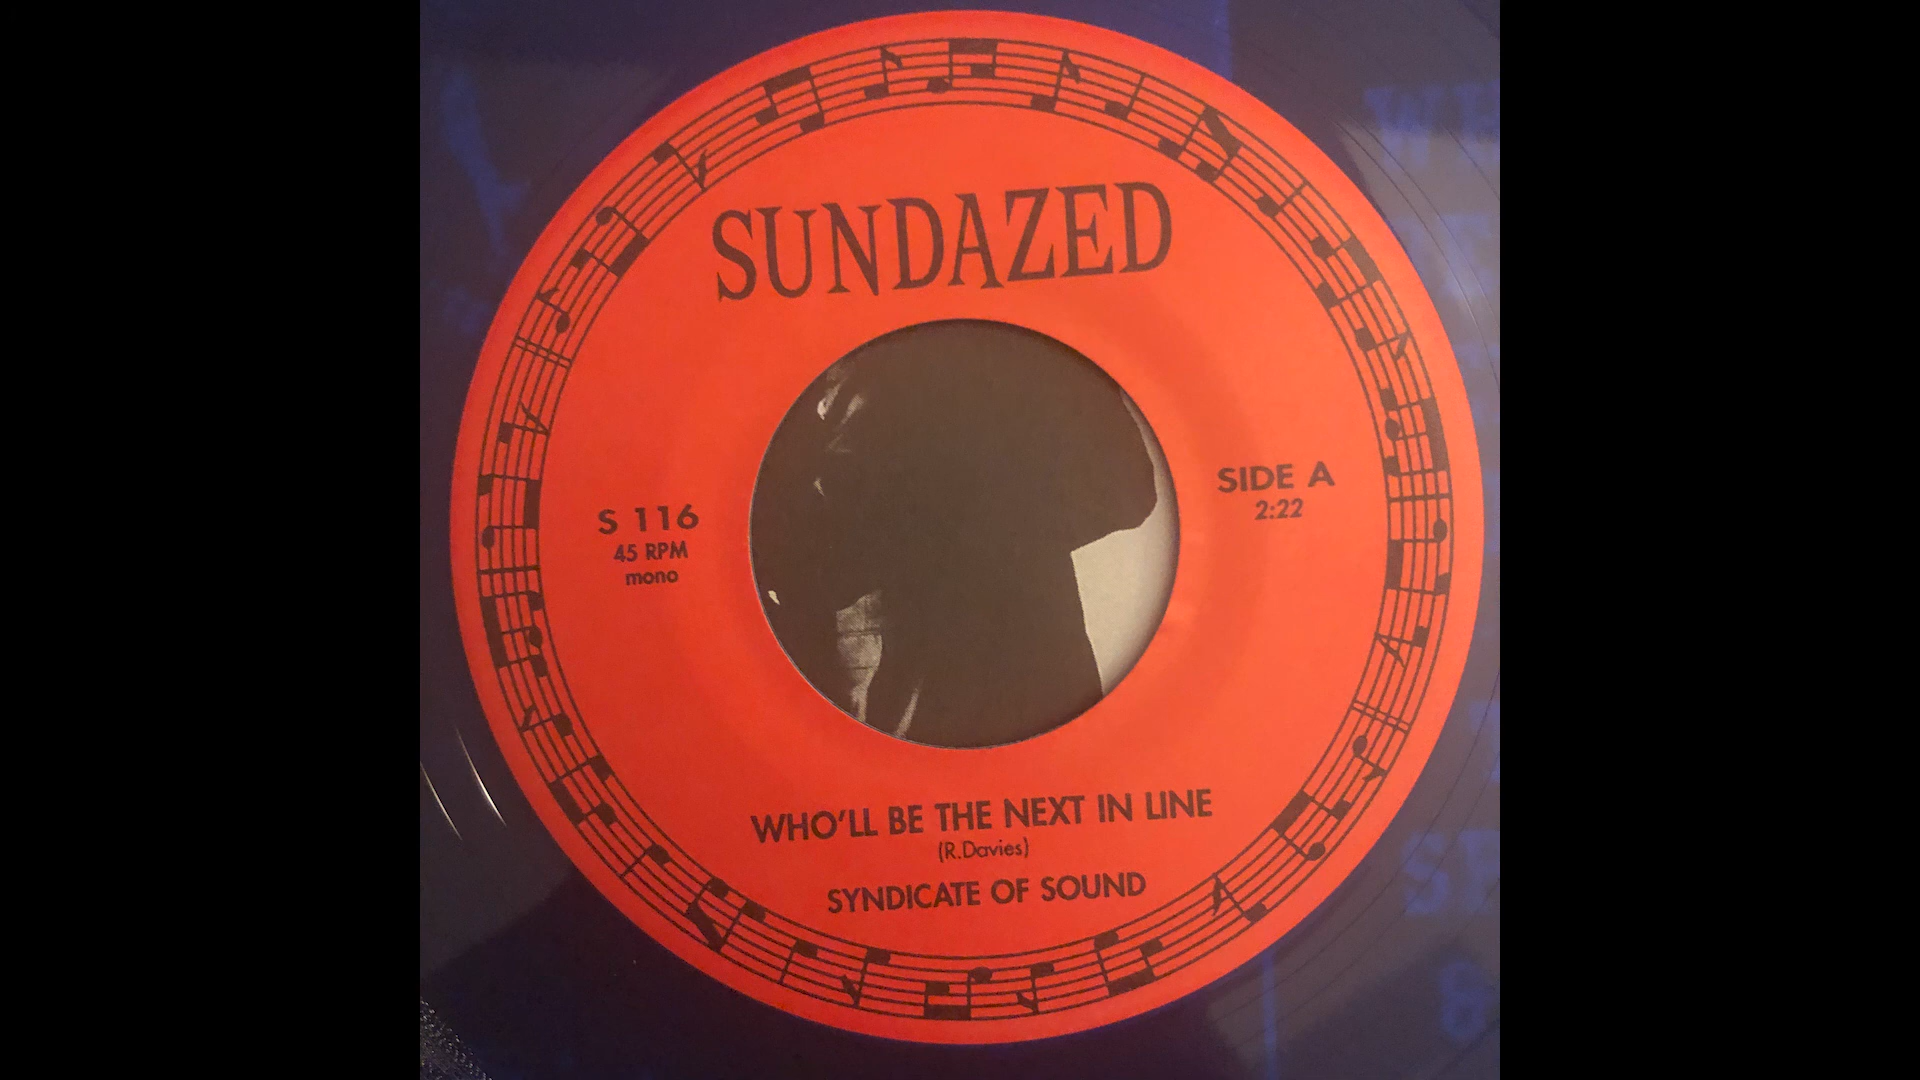 SUNDAZED
S 116
45 RPM
mono
SIDE A
2:22
WHO'LL BE THE NEXT IN LINE
(R.Davies)
SYNDICATE OF SOUND